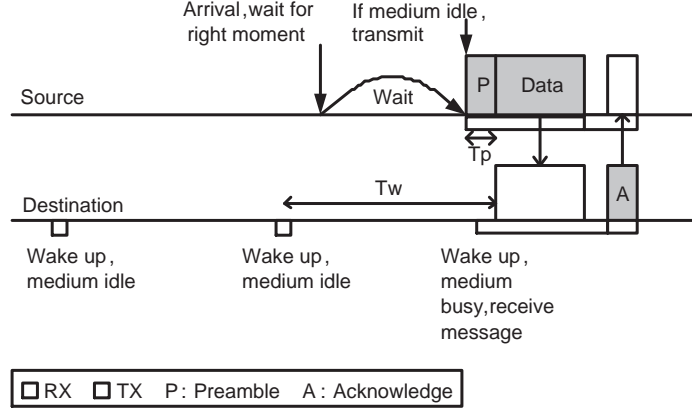 Arrival,wait for
right moment
If medium idle,
transmit
P
Data
Source
Wait
Tp
Tw
Destination
A
Wake up,
medium idle
Wake up,
medium idle
Wake up,
medium
busy,receive
message
RX TX P: Preamble A: Acknowledge